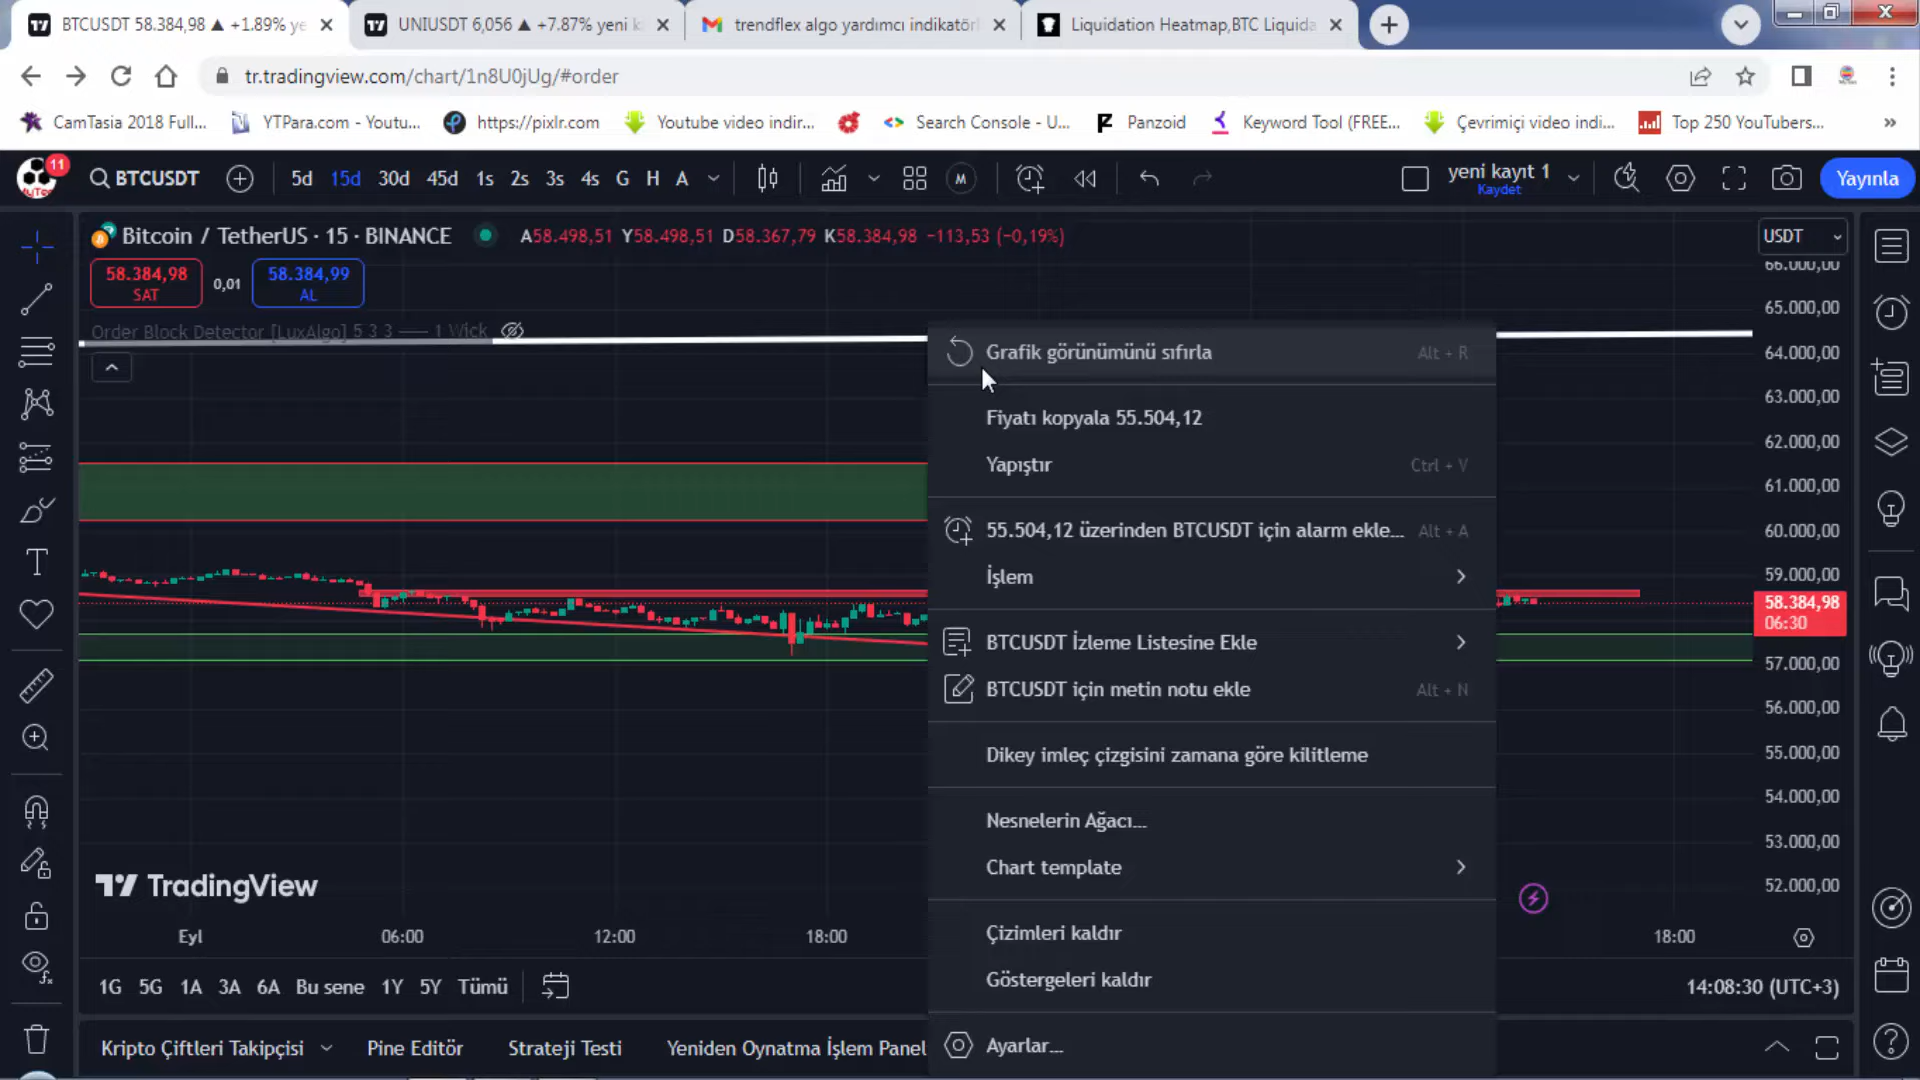 BTCUSDT 58.384,98 ▲ +1.89% ye
UNIUSDT 6,056 ▲ +7.87% yeni k
trendflex algo yardımcı indikatörl
Liquidation Heatmap,BTC Liquida
tr.tradingview.com/chart/1n8U0jUg/#order
CamTasia 2018 Full...
YTPara.com - Youtu...
https://pixlr.com
Youtube video indir...
Search Console - U...
Panzoid
Keyword Tool (FREE...
Çevrimiçi video indi...
Top 250 YouTubers...
»
11
BTCUSDT
5d 15d 30d 45d 1s 2s 3s 4s G H A
M
yeni kayıt 1
Kaydet
Yayınla
Bitcoin / TetherUS · 15 · BINANCE
A58.498,51 Y58.498,51 D58.367,79 K58.384,98 −113,53 (−0,19%)
USDT
58.384,98
SAT
0,01
58.384,99
AL
Order Block Detector [LuxAlgo] 5 3 3 —— 1 Wick
66.000,00
65.000,00
64.000,00
63.000,00
62.000,00
61.000,00
60.000,00
59.000,00
58.384,98
06:30
57.000,00
56.000,00
55.000,00
54.000,00
53.000,00
52.000,00
Grafik görünümünü sıfırla Alt + R
Fiyatı kopyala 55.504,12
Yapıştır Ctrl + V
55.504,12 üzerinden BTCUSDT için alarm ekle... Alt + A
İşlem
BTCUSDT İzleme Listesine Ekle
BTCUSDT için metin notu ekle Alt + N
Dikey imleç çizgisini zamana göre kilitleme
Nesnelerin Ağacı...
Chart template
Çizimleri kaldır
Göstergeleri kaldır
Ayarlar...
TradingView
Eyl 06:00 12:00 18:00 18:00
1G 5G 1A 3A 6A Bu sene 1Y 5Y Tümü
14:08:30 (UTC+3)
Kripto Çiftleri Takipçisi
Pine Editör
Strateji Testi
Yeniden Oynatma İşlem Panel